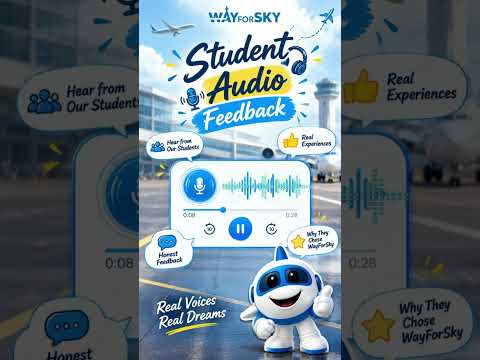 WAYFORSKY
Student
Audio
Feedback
Hear from
Our Students
Real
Experiences
Hear from
Our Students
Real
Experiences
0:08
0:28
10
10
0:08
0:28
Honest
Feedback
Why They
Chose
WayForSky
Real Voices
Real Dreams
Why They
Chose
WayForSky
Honest